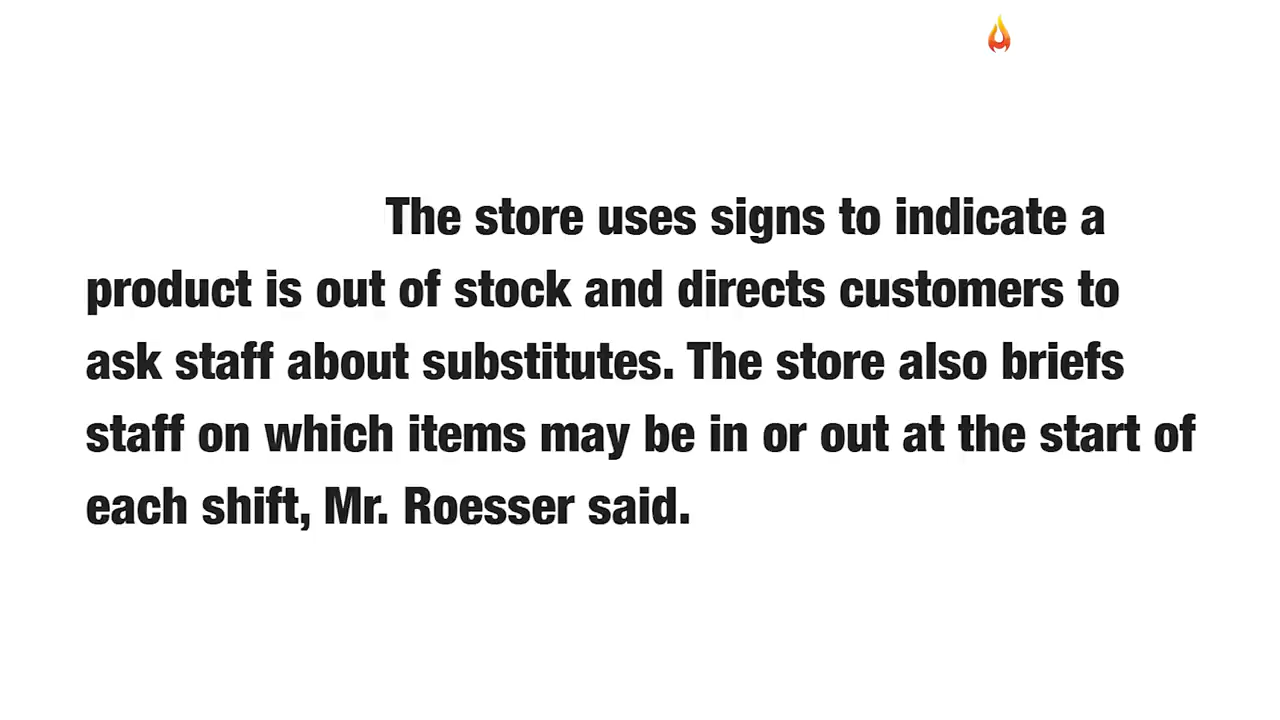 The store uses signs to indicate a
product is out of stock and directs customers to
ask staff about substitutes. The store also briefs
staff on which items may be in or out at the start of
each shift, Mr. Roesser said.